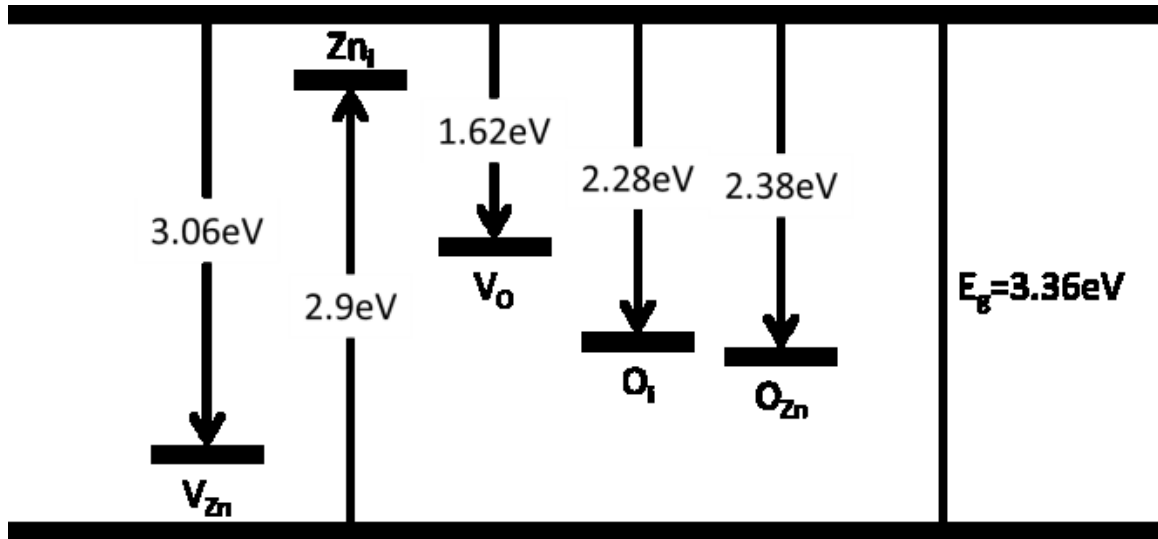 Zn_i
1.62eV
2.28eV
2.38eV
3.06eV
V_O
E_g=3.36eV
2.9eV
O_i
O_Zn
V_Zn